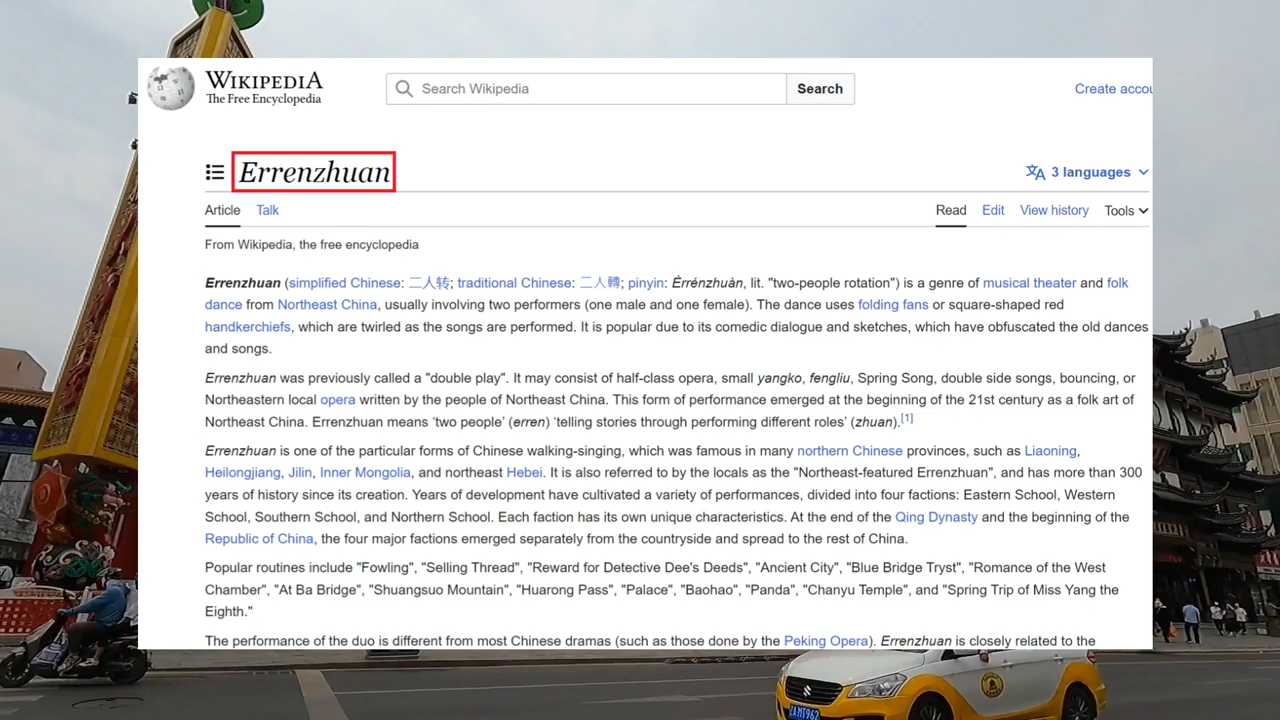 WIKIPEDIA
The Free Encyclopedia
Search Wikipedia
Search
Create accou
Errenzhuan
3 languages
Article Talk
Read Edit View history Tools
From Wikipedia, the free encyclopedia
Errenzhuan (simplified Chinese: 二人转; traditional Chinese: 二人轉; pinyin: Èrrénzhuàn, lit. "two-people rotation") is a genre of musical theater and folk
dance from Northeast China, usually involving two performers (one male and one female). The dance uses folding fans or square-shaped red
handkerchiefs, which are twirled as the songs are performed. It is popular due to its comedic dialogue and sketches, which have obfuscated the old dances
and songs.
Errenzhuan was previously called a "double play". It may consist of half-class opera, small yangko, fengliu, Spring Song, double side songs, bouncing, or
Northeastern local opera written by the people of Northeast China. This form of performance emerged at the beginning of the 21st century as a folk art of
Northeast China. Errenzhuan means ‘two people’ (erren) ‘telling stories through performing different roles’ (zhuan).[1]
Errenzhuan is one of the particular forms of Chinese walking-singing, which was famous in many northern Chinese provinces, such as Liaoning,
Heilongjiang, Jilin, Inner Mongolia, and northeast Hebei. It is also referred to by the locals as the "Northeast-featured Errenzhuan", and has more than 300
years of history since its creation. Years of development have cultivated a variety of performances, divided into four factions: Eastern School, Western
School, Southern School, and Northern School. Each faction has its own unique characteristics. At the end of the Qing Dynasty and the beginning of the
Republic of China, the four major factions emerged separately from the countryside and spread to the rest of China.
Popular routines include "Fowling", "Selling Thread", "Reward for Detective Dee's Deeds", "Ancient City", "Blue Bridge Tryst", "Romance of the West
Chamber", "At Ba Bridge", "Shuangsuo Mountain", "Huarong Pass", "Palace", "Baohao", "Panda", "Chanyu Temple", and "Spring Trip of Miss Yang the
Eighth."
The performance of the duo is different from most Chinese dramas (such as those done by the Peking Opera). Errenzhuan is closely related to the